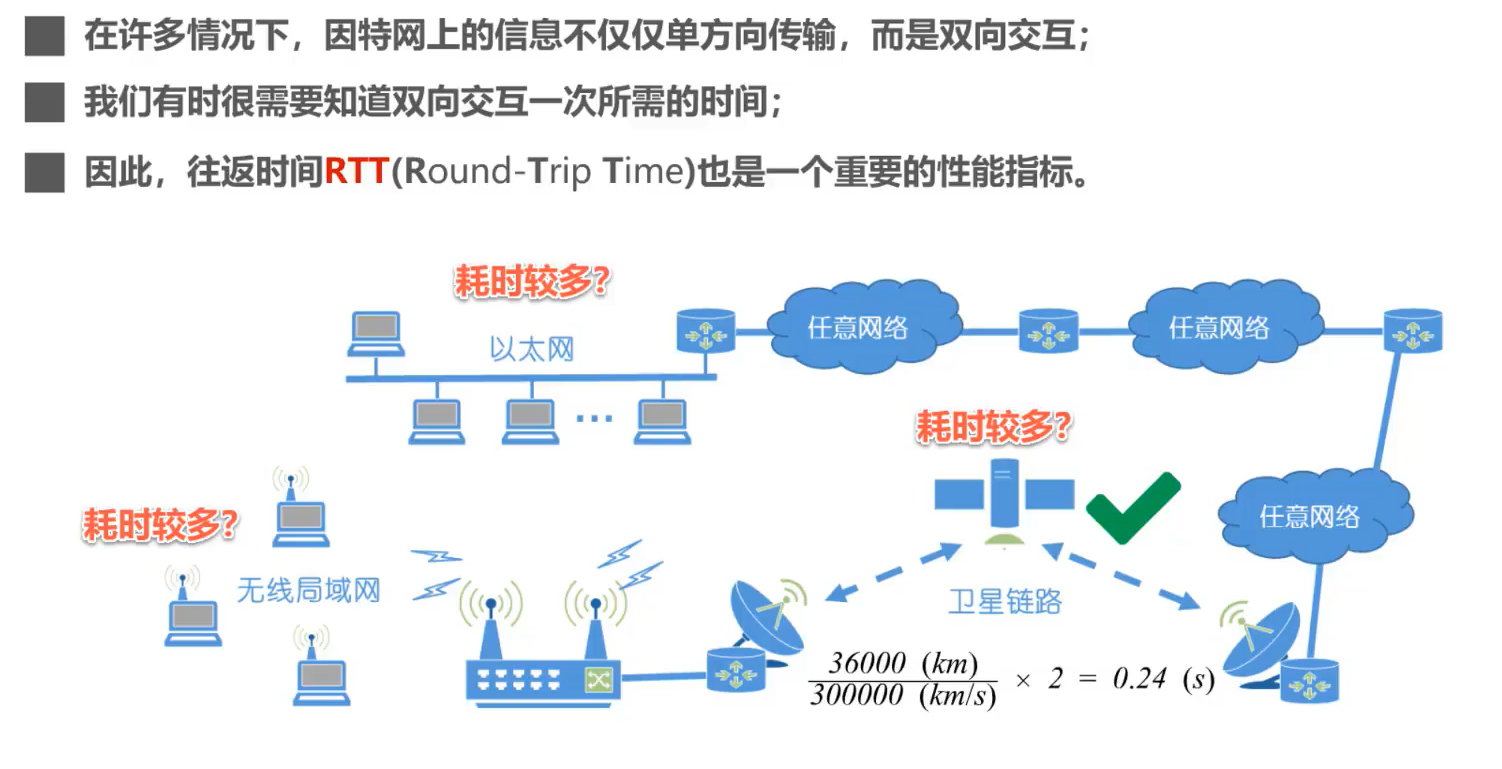 在许多情况下，因特网上的信息不仅仅单方向传输，而是双向交互；
我们有时很需要知道双向交互一次所需的时间；
因此，往返时间RTT(Round-Trip Time)也是一个重要的性能指标。
耗时较多？
任意网络
任意网络
以太网
...
耗时较多？
耗时较多？
任意网络
无线局域网
卫星链路
36000 (km)
300000 (km/s)
× 2 = 0.24 (s)